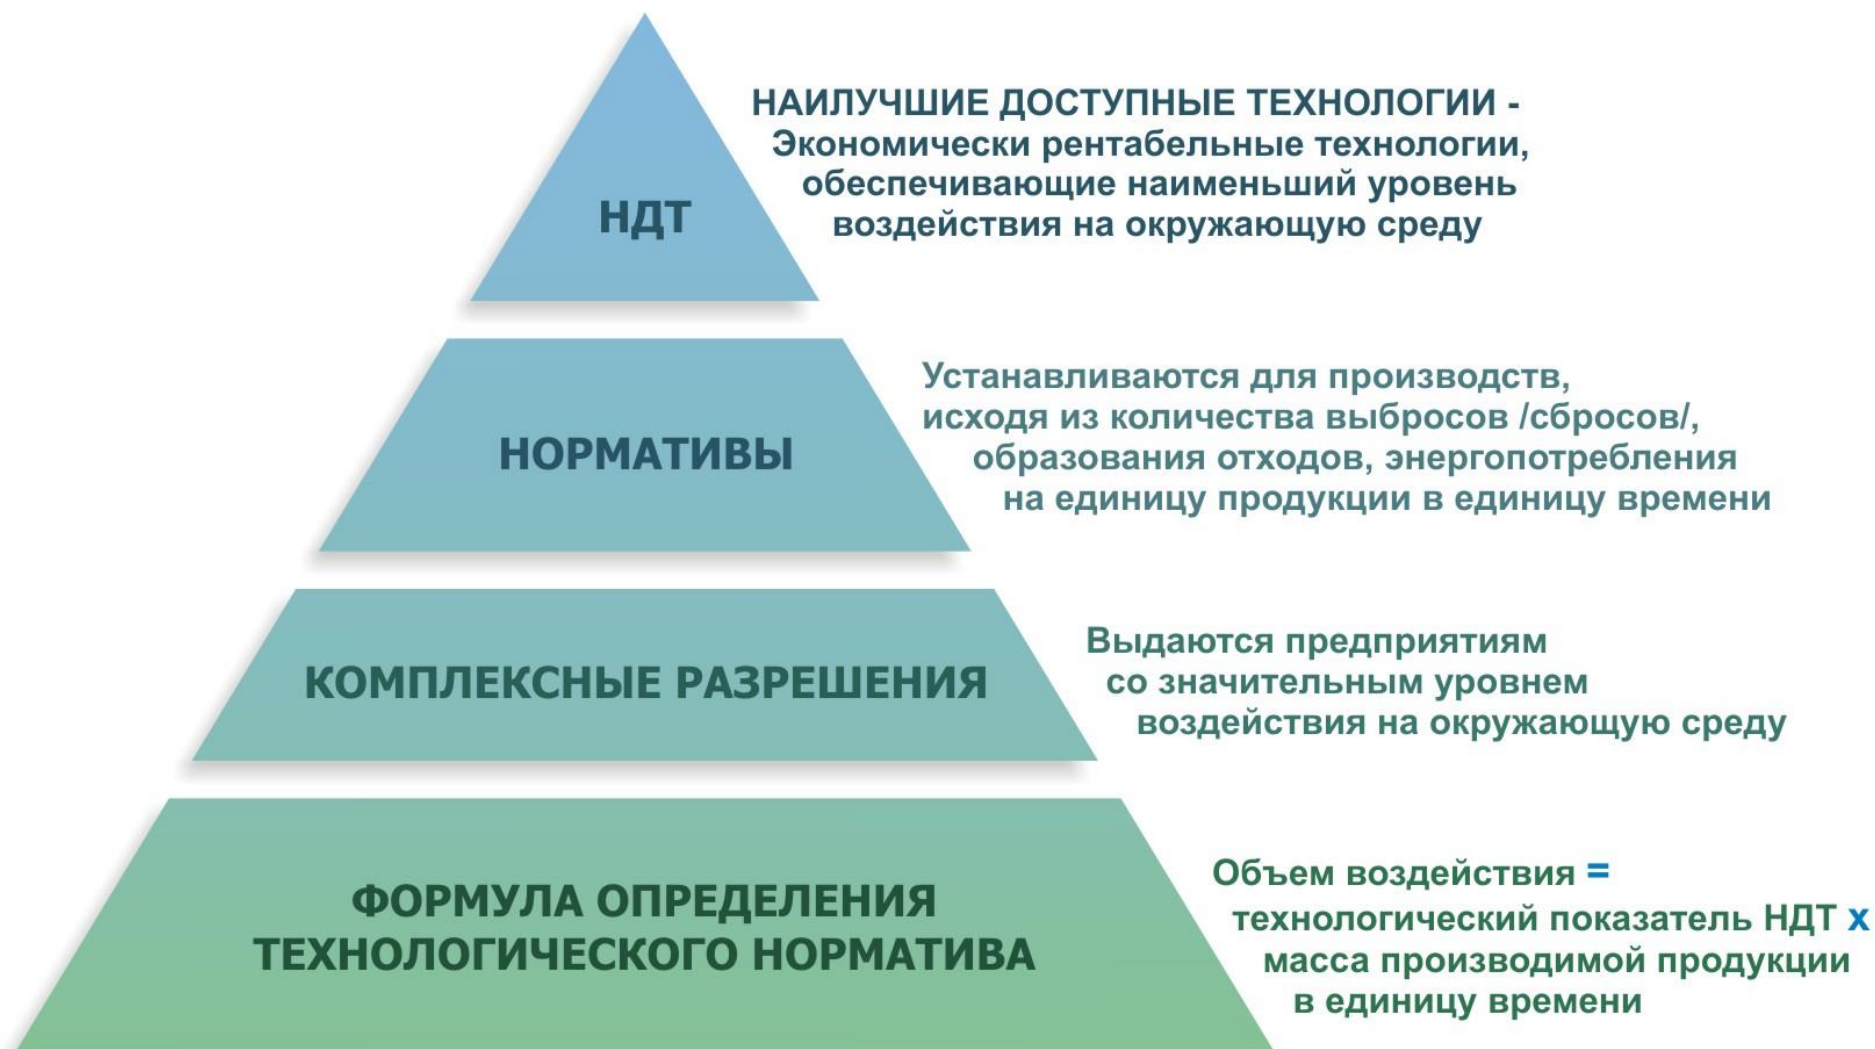 НДТ
НАИЛУЧШИЕ ДОСТУПНЫЕ ТЕХНОЛОГИИ -
Экономически рентабельные технологии,
обеспечивающие наименьший уровень
воздействия на окружающую среду
НОРМАТИВЫ
Устанавливаются для производств,
исходя из количества выбросов /сбросов/,
образования отходов, энергопотребления
на единицу продукции в единицу времени
КОМПЛЕКСНЫЕ РАЗРЕШЕНИЯ
Выдаются предприятиям
со значительным уровнем
воздействия на окружающую среду
ФОРМУЛА ОПРЕДЕЛЕНИЯ
ТЕХНОЛОГИЧЕСКОГО НОРМАТИВА
Объем воздействия =
технологический показатель НДТ х
масса производимой продукции
в единицу времени